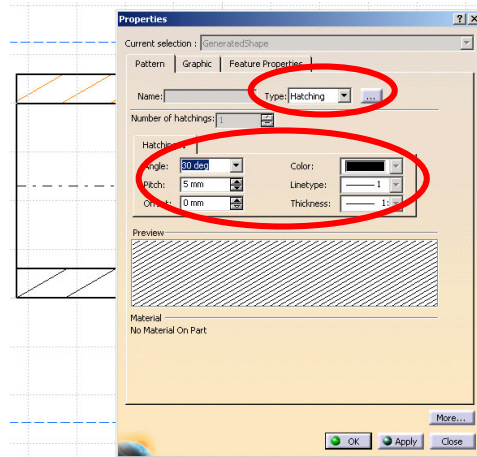 Properties
Current selection : GeneratedShape
Pattern Graphic Feature Properties
Name: Type: Hatching ...
Number of hatchings: 1
Angle: 30 deg Color:
Pitch: 5 mm Linetype: 1
0 mm Thickness: 1:
Preview
Material
No Material On Part
More...
OK Apply Close